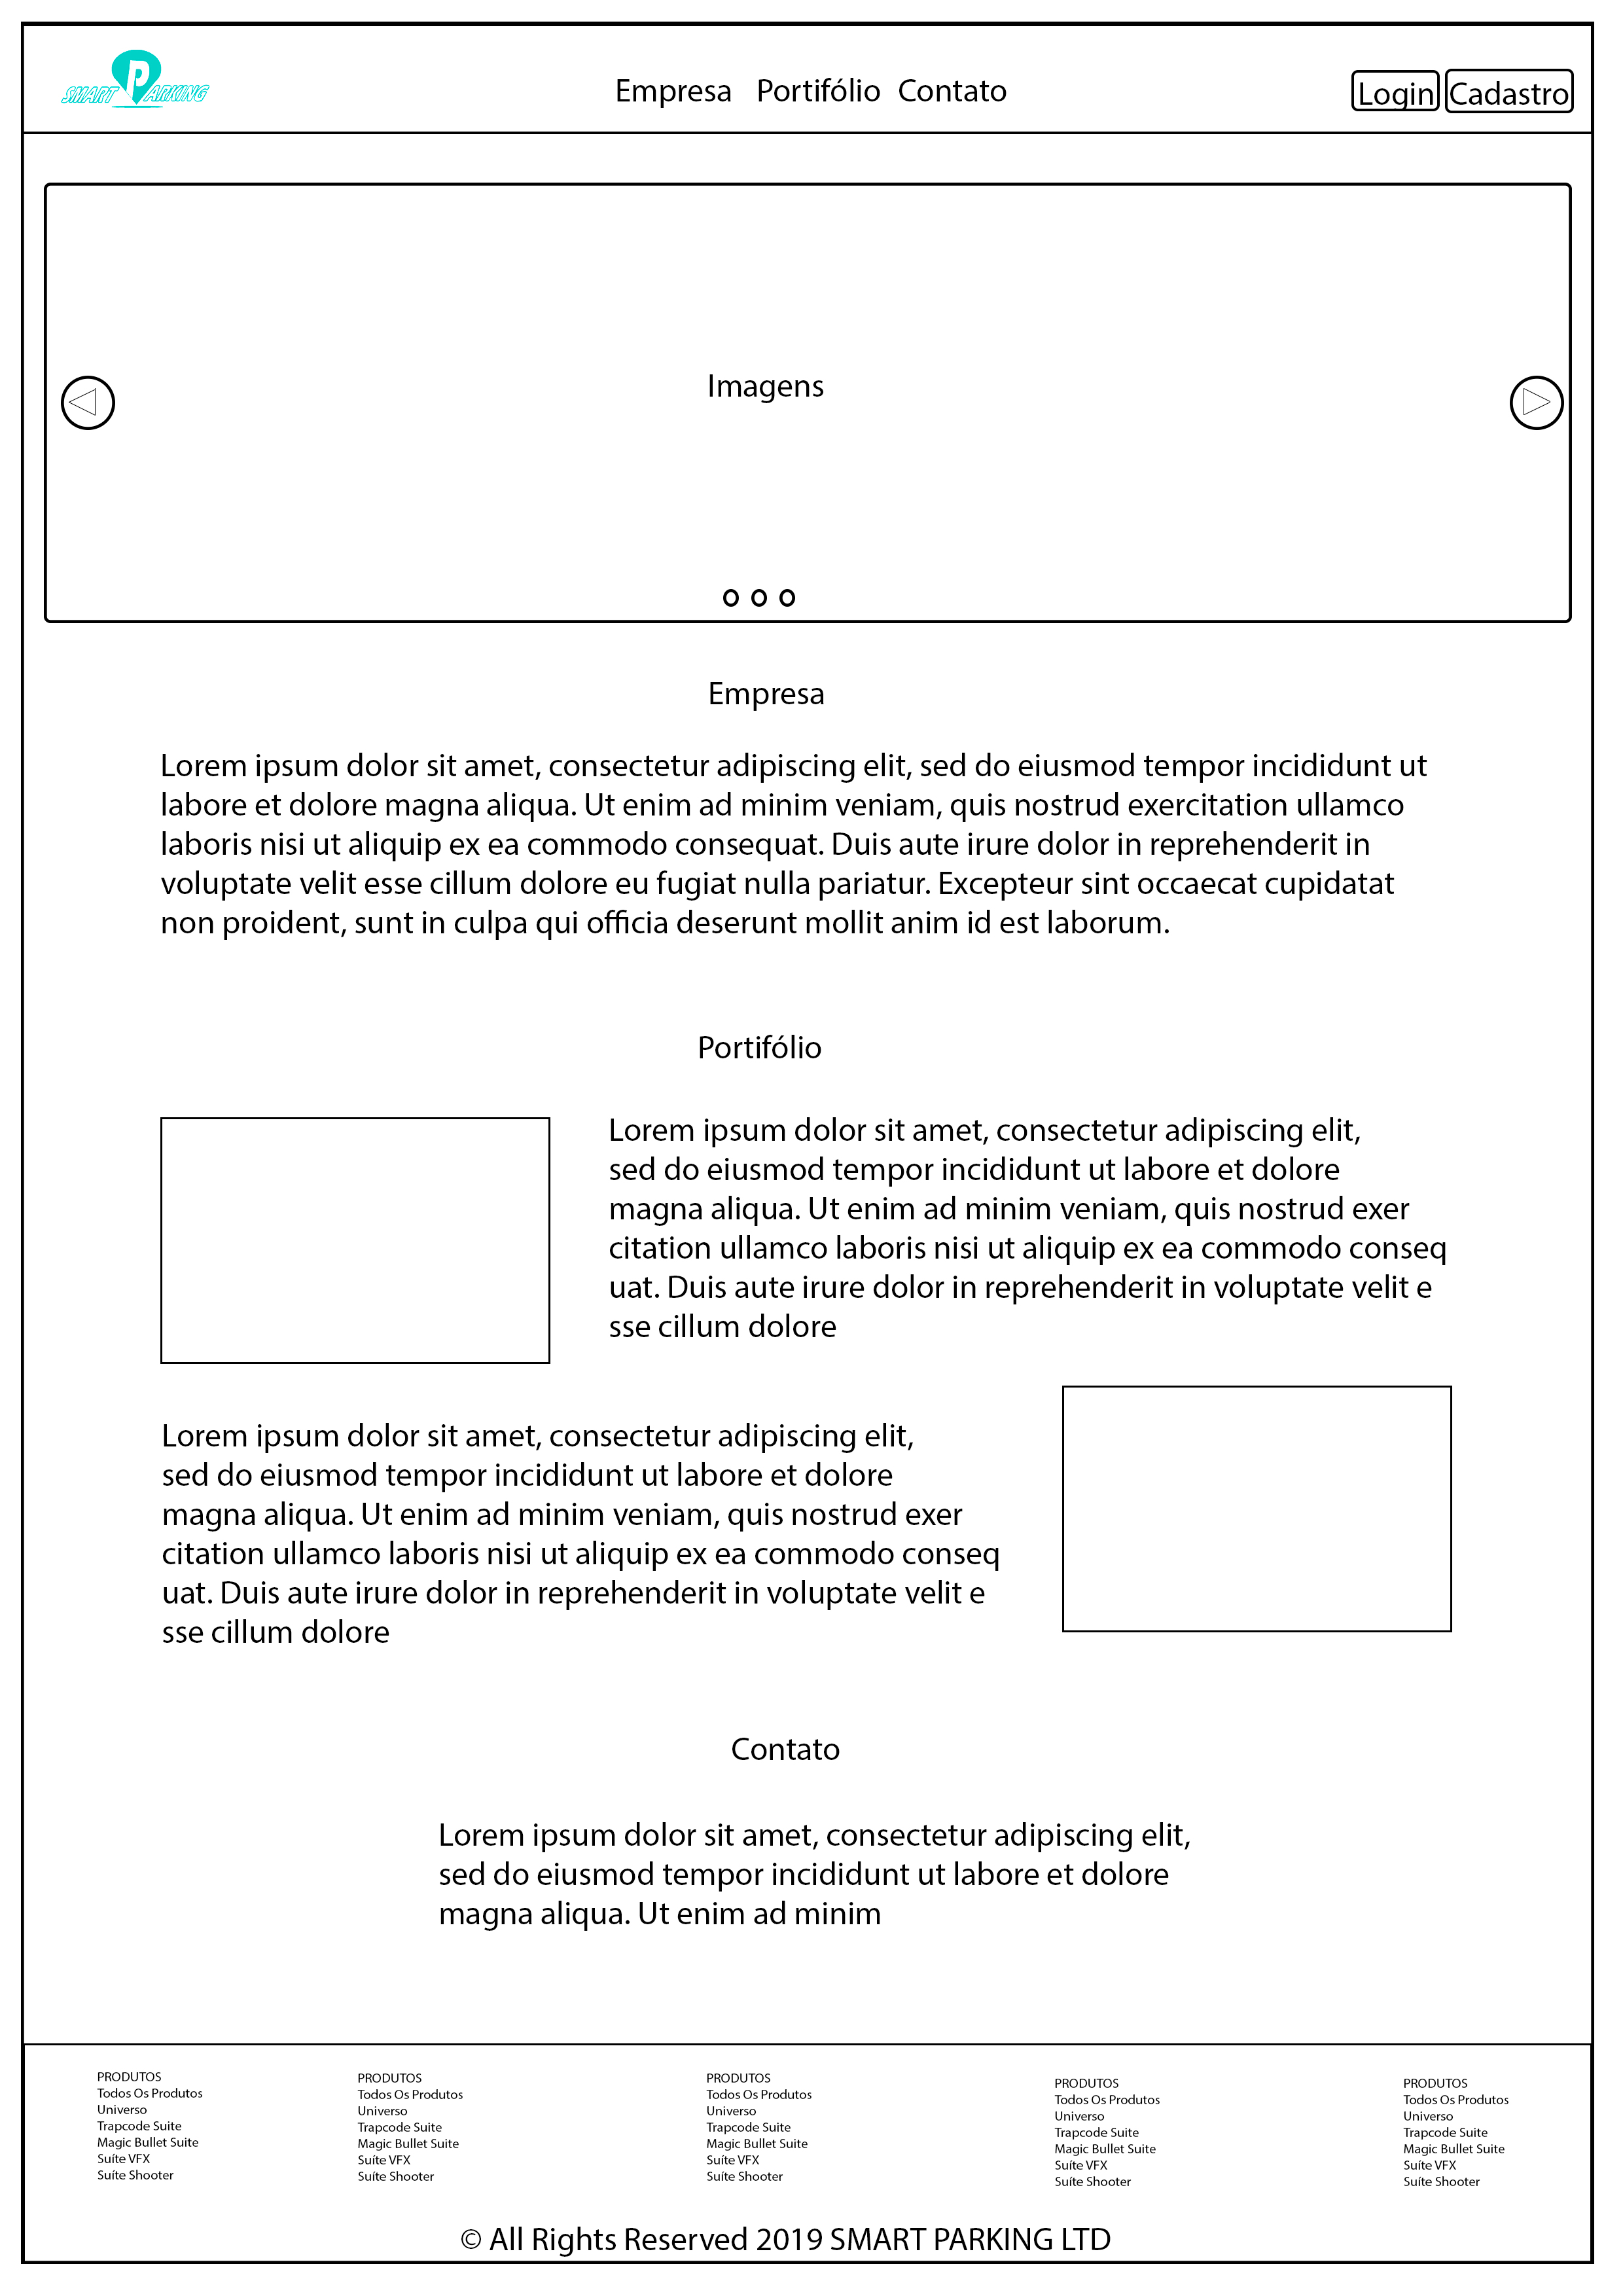 SMART PARKING
Empresa Portifólio Contato
Login Cadastro
Imagens
Empresa
Lorem ipsum dolor sit amet, consectetur adipiscing elit, sed do eiusmod tempor incididunt ut
labore et dolore magna aliqua. Ut enim ad minim veniam, quis nostrud exercitation ullamco
laboris nisi ut aliquip ex ea commodo consequat. Duis aute irure dolor in reprehenderit in
voluptate velit esse cillum dolore eu fugiat nulla pariatur. Excepteur sint occaecat cupidatat
non proident, sunt in culpa qui officia deserunt mollit anim id est laborum.
Portifólio
Lorem ipsum dolor sit amet, consectetur adipiscing elit,
sed do eiusmod tempor incididunt ut labore et dolore
magna aliqua. Ut enim ad minim veniam, quis nostrud exer
citation ullamco laboris nisi ut aliquip ex ea commodo conseq
uat. Duis aute irure dolor in reprehenderit in voluptate velit e
sse cillum dolore
Lorem ipsum dolor sit amet, consectetur adipiscing elit,
sed do eiusmod tempor incididunt ut labore et dolore
magna aliqua. Ut enim ad minim veniam, quis nostrud exer
citation ullamco laboris nisi ut aliquip ex ea commodo conseq
uat. Duis aute irure dolor in reprehenderit in voluptate velit e
sse cillum dolore
Contato
Lorem ipsum dolor sit amet, consectetur adipiscing elit,
sed do eiusmod tempor incididunt ut labore et dolore
magna aliqua. Ut enim ad minim
PRODUTOS
Todos Os Produtos
Universo
Trapcode Suite
Magic Bullet Suite
Suíte VFX
Suíte Shooter
PRODUTOS
Todos Os Produtos
Universo
Trapcode Suite
Magic Bullet Suite
Suíte VFX
Suíte Shooter
PRODUTOS
Todos Os Produtos
Universo
Trapcode Suite
Magic Bullet Suite
Suíte VFX
Suíte Shooter
PRODUTOS
Todos Os Produtos
Universo
Trapcode Suite
Magic Bullet Suite
Suíte VFX
Suíte Shooter
PRODUTOS
Todos Os Produtos
Universo
Trapcode Suite
Magic Bullet Suite
Suíte VFX
Suíte Shooter
© All Rights Reserved 2019 SMART PARKING LTD